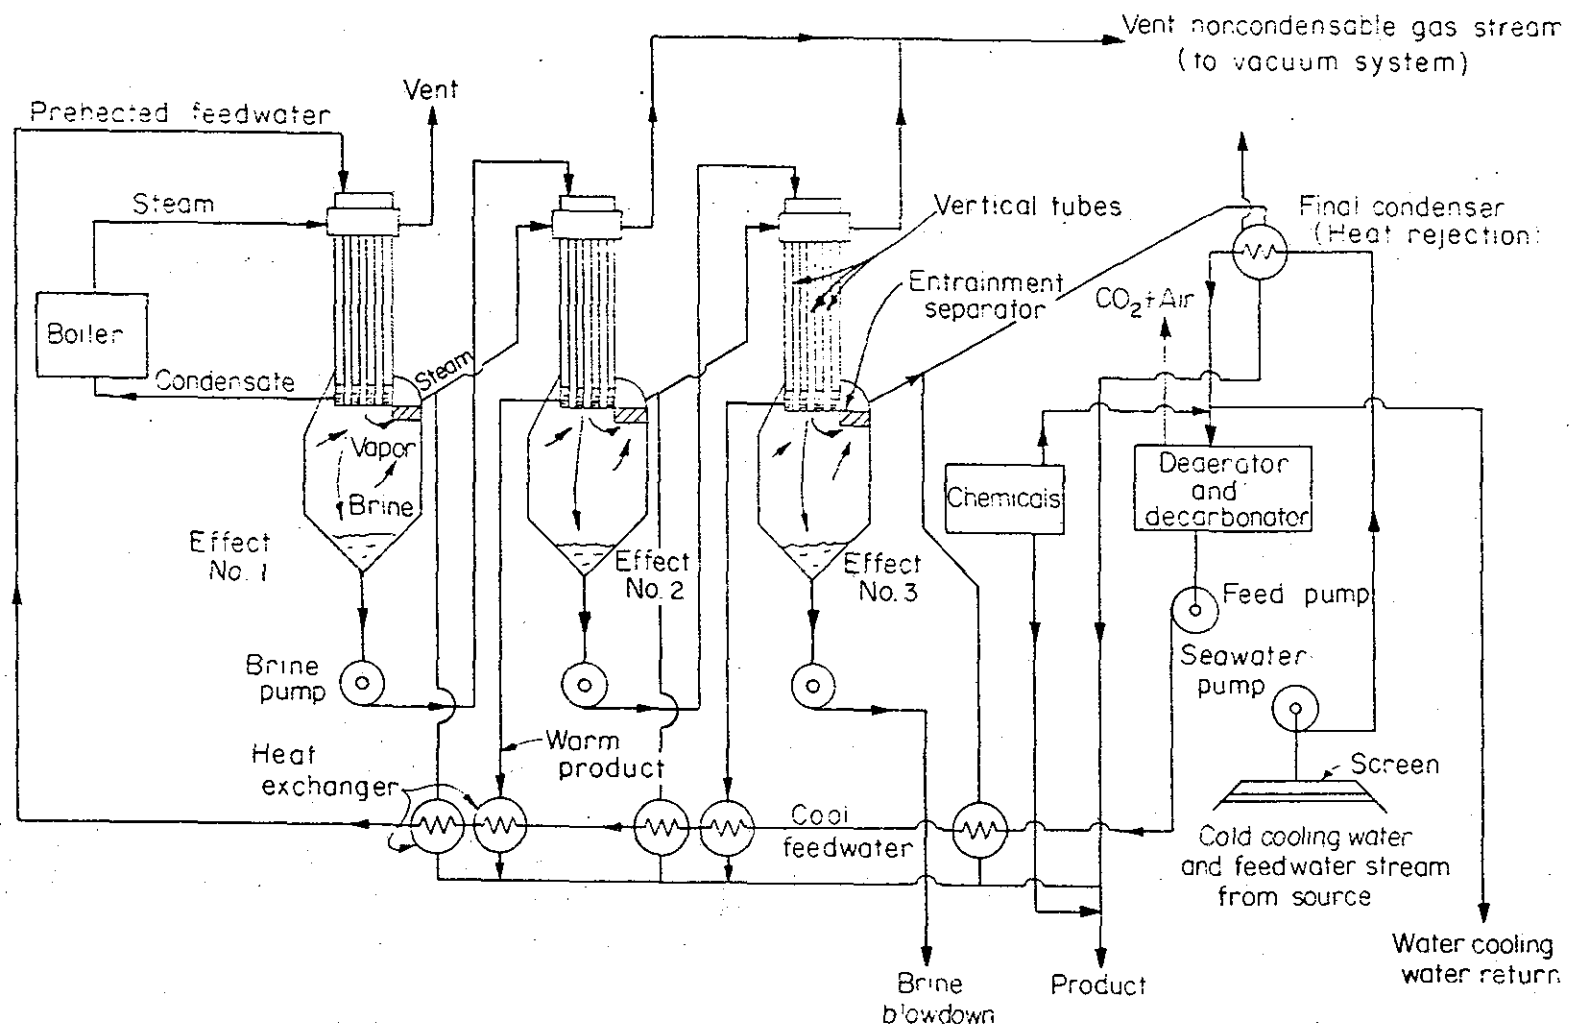 Vent noncondensable gas stream
(to vacuum system)
Vent
Prehected feedwater
Steam
Vertical tubes
Final condenser
(Heat rejection)
Entrainment
separator
CO2+Air
Boiler
Steam
Condensate
Vapor
Brine
Chemicals
Deaerator
and
decarbonator
Effect
No. 1
Effect
No. 2
Effect
No. 3
Feed pump
Brine
pump
Seawater
pump
Warm
product
Heat
exchanger
Screen
Cool
feedwater
Cold cooling water
and feedwater stream
from source
Water cooling
water return
Brine
blowdown
Product